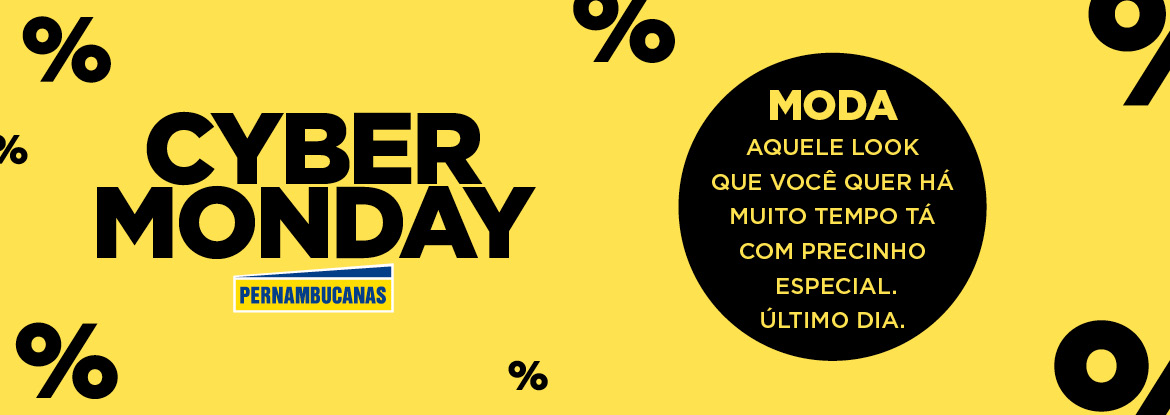 %
%
%
%
CYBER
MONDAY
PERNAMBUCANAS
MODA
AQUELE LOOK
QUE VOCÊ QUER HÁ
MUITO TEMPO TÁ
COM PRECINHO
ESPECIAL.
ÚLTIMO DIA.
%
%
%